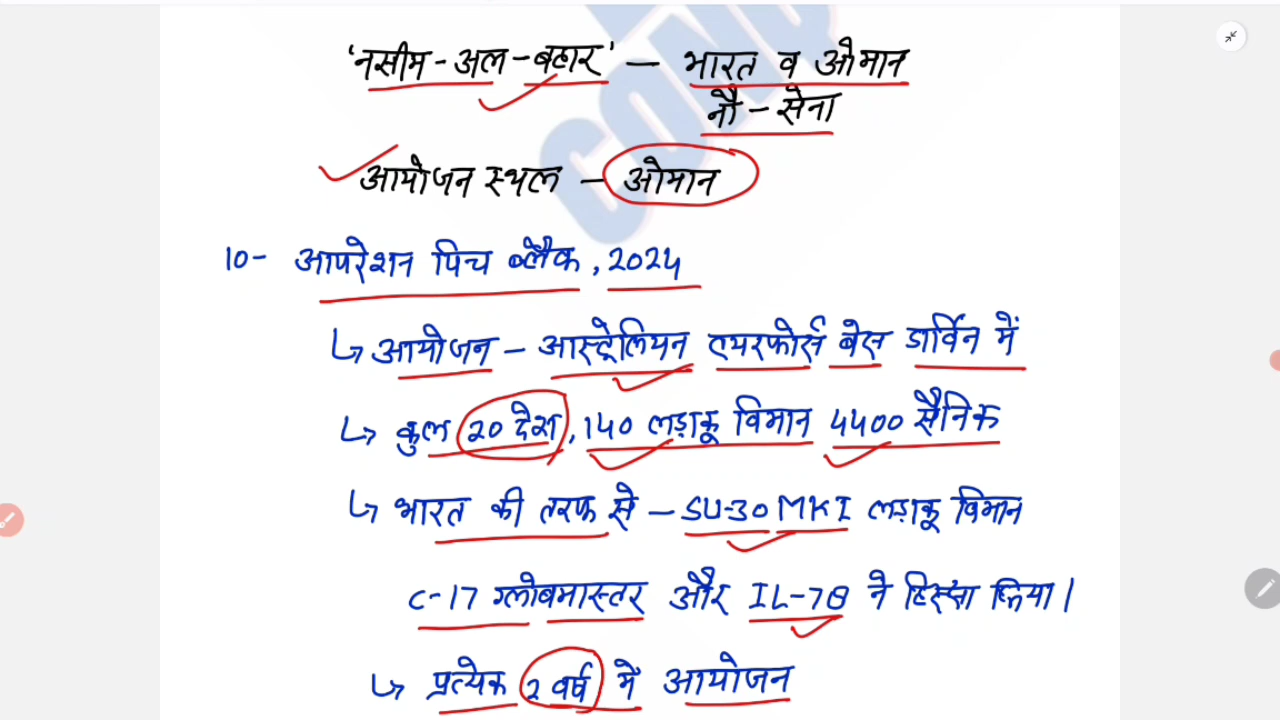 'नसीम-अल-बहार' – भारत व ओमान
नौ-सेना
आयोजन स्थल – ओमान
10- आपरेशन पिच ब्लैक, 2024
↳ आयोजन – आस्ट्रेलियन एयरफोर्स बेस डार्विन में
↳ कुल 20 देश, 140 लड़ाकू विमान 4400 सैनिक
↳ भारत की तरफ से – SU-30 MKI लड़ाकू विमान
C-17 ग्लोबमास्टर और IL-78 ने हिस्सा लिया।
↳ प्रत्येक 2 वर्ष में आयोजन